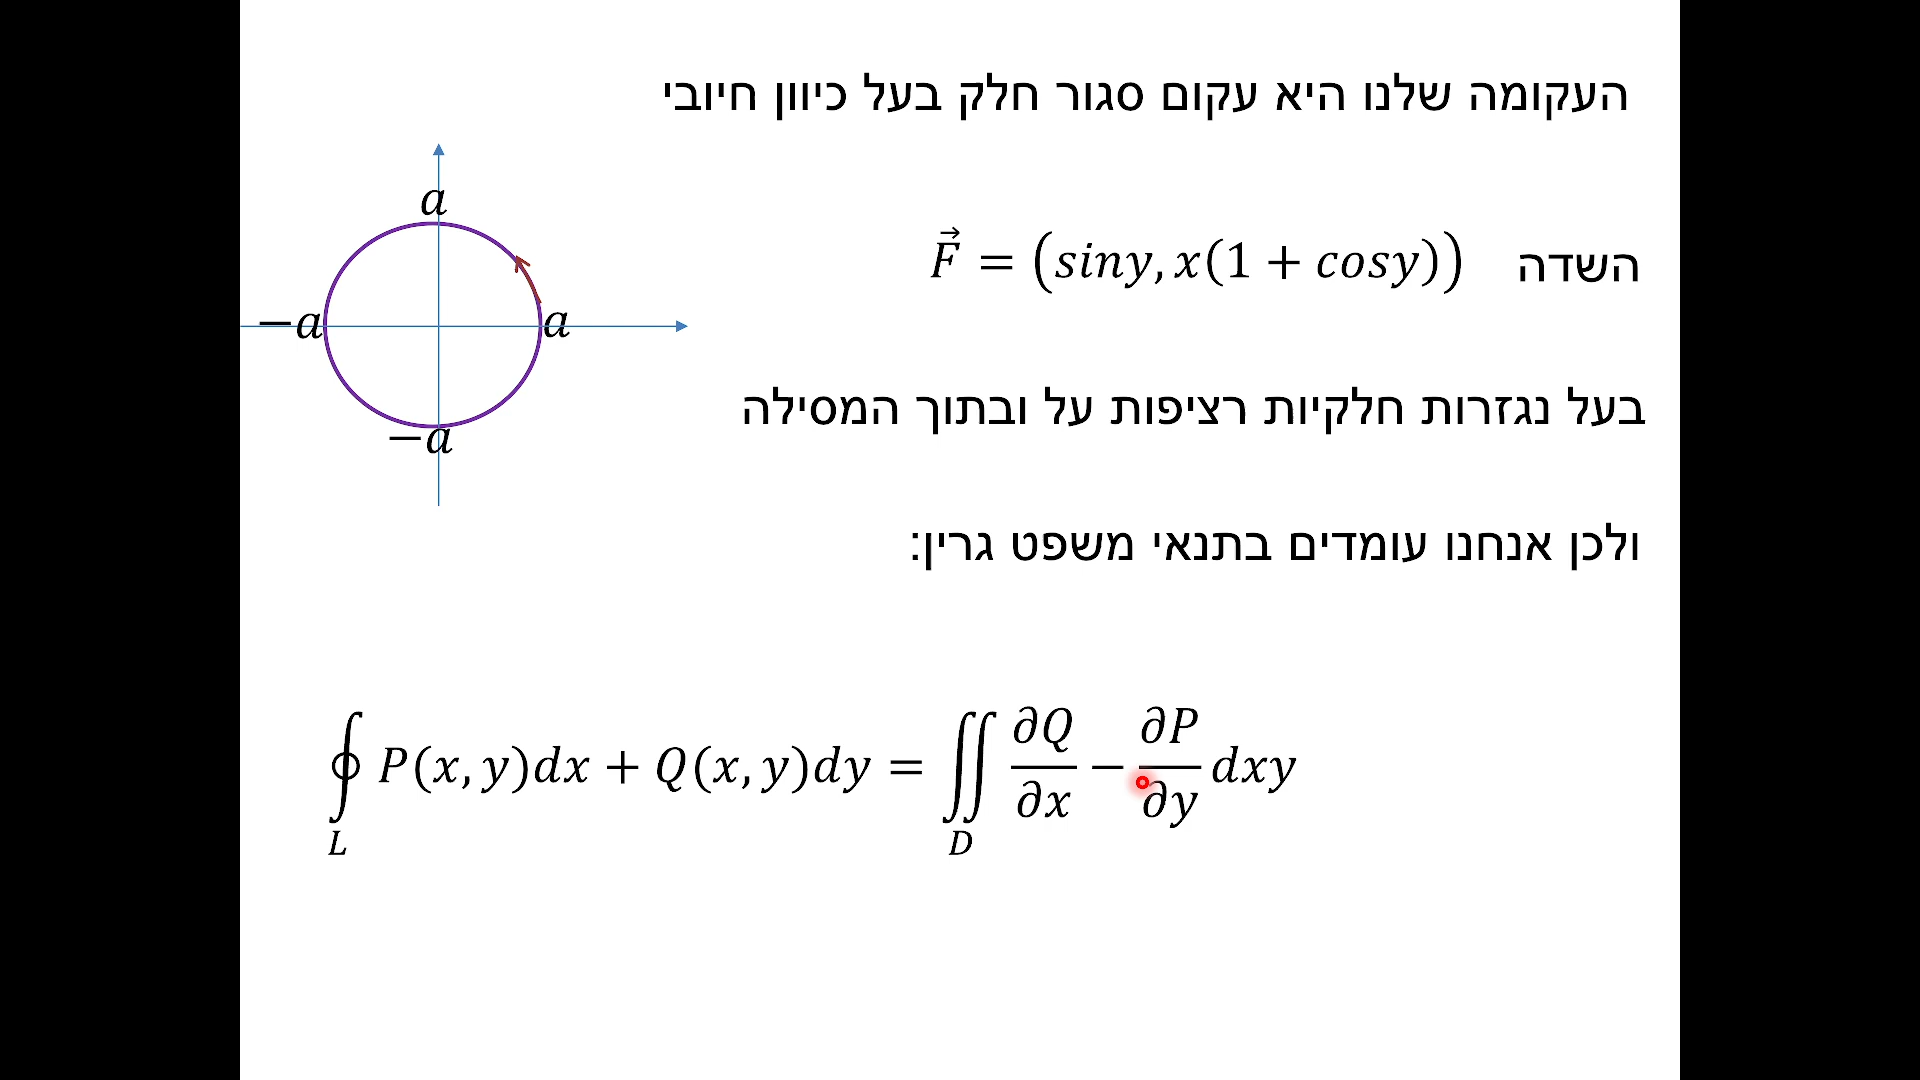 העקומה שלנו היא עקום סגור חלק בעל כיוון חיובי
a
−a
a
−a
השדה F⃗ = (siny, x(1 + cosy))
בעל נגזרות חלקיות רציפות על ובתוך המסילה
ולכן אנחנו עומדים בתנאי משפט גרין:
∮_L P(x, y)dx + Q(x, y)dy = ∬_D ∂Q/∂x − ∂P/∂y dxy